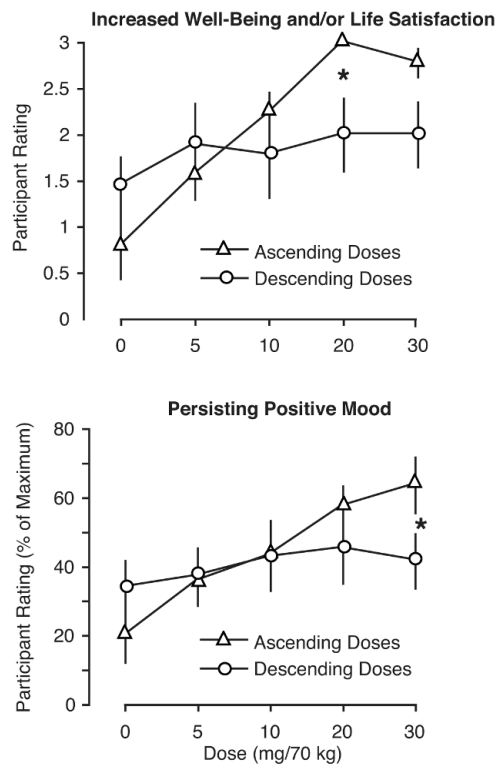 Increased Well-Being and/or Life Satisfaction
3
2.5
2
1.5
1
0.5
0
Participant Rating
*
Ascending Doses
Descending Doses
0 5 10 20 30
Persisting Positive Mood
80
60
40
20
0
Participant Rating (% of Maximum)
*
Ascending Doses
Descending Doses
0 5 10 20 30
Dose (mg/70 kg)